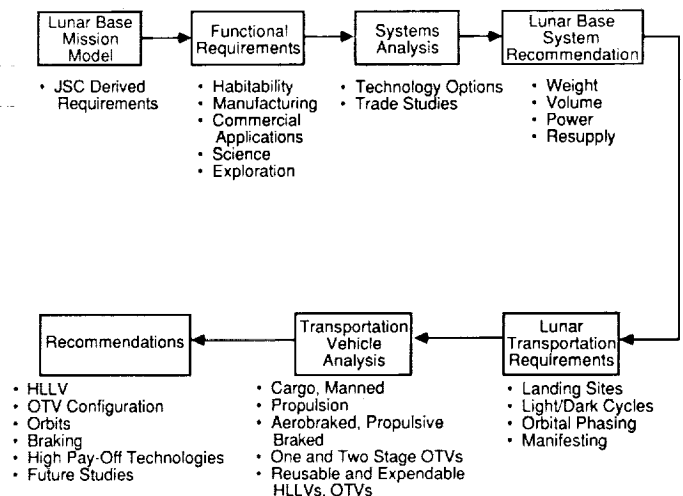 Lunar Base
Mission
Model
Functional
Requirements
Systems
Analysis
Lunar Base
System
Recommendation
• JSC Derived
Requirements
• Habitability
• Manufacturing
• Commercial
Applications
• Science
• Exploration
• Technology Options
• Trade Studies
• Weight
• Volume
• Power
• Resupply
Recommendations
Transportation
Vehicle
Analysis
Lunar
Transportation
Requirements
• HLLV
• OTV Configuration
• Orbits
• Braking
• High Pay-Off Technologies
• Future Studies
• Cargo, Manned
• Propulsion
• Aerobraked, Propulsive
Braked
• One and Two Stage OTVs
• Reusable and Expendable
HLLVs, OTVs
• Landing Sites
• Light/Dark Cycles
• Orbital Phasing
• Manifesting